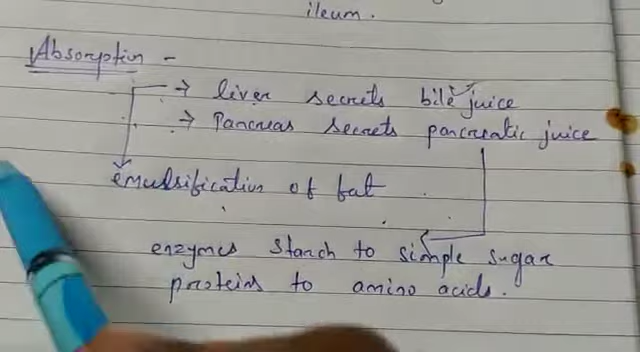 ileum.
Absorption -
→ liver secrets bile juice
→ Pancreas secrets pancreatic juice
emulsification of fat
enzymes starch to simple sugar
proteins to amino acids.